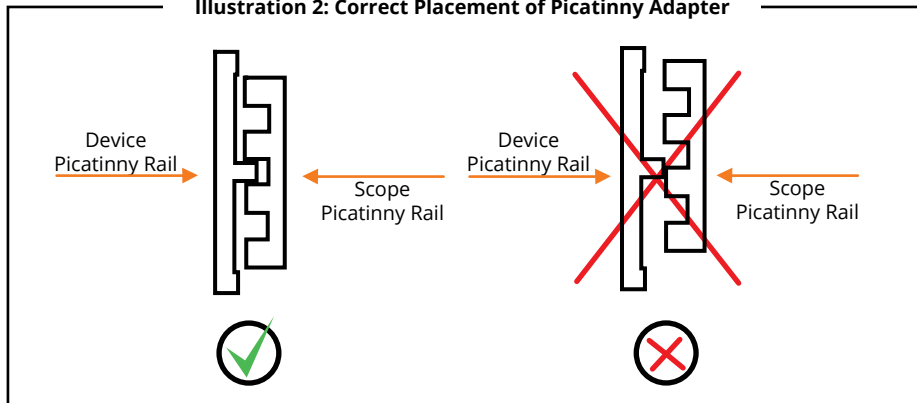 Illustration 2: Correct Placement of Picatinny Adapter
Device
Picatinny Rail
Scope
Picatinny Rail
Device
Picatinny Rail
Scope
Picatinny Rail